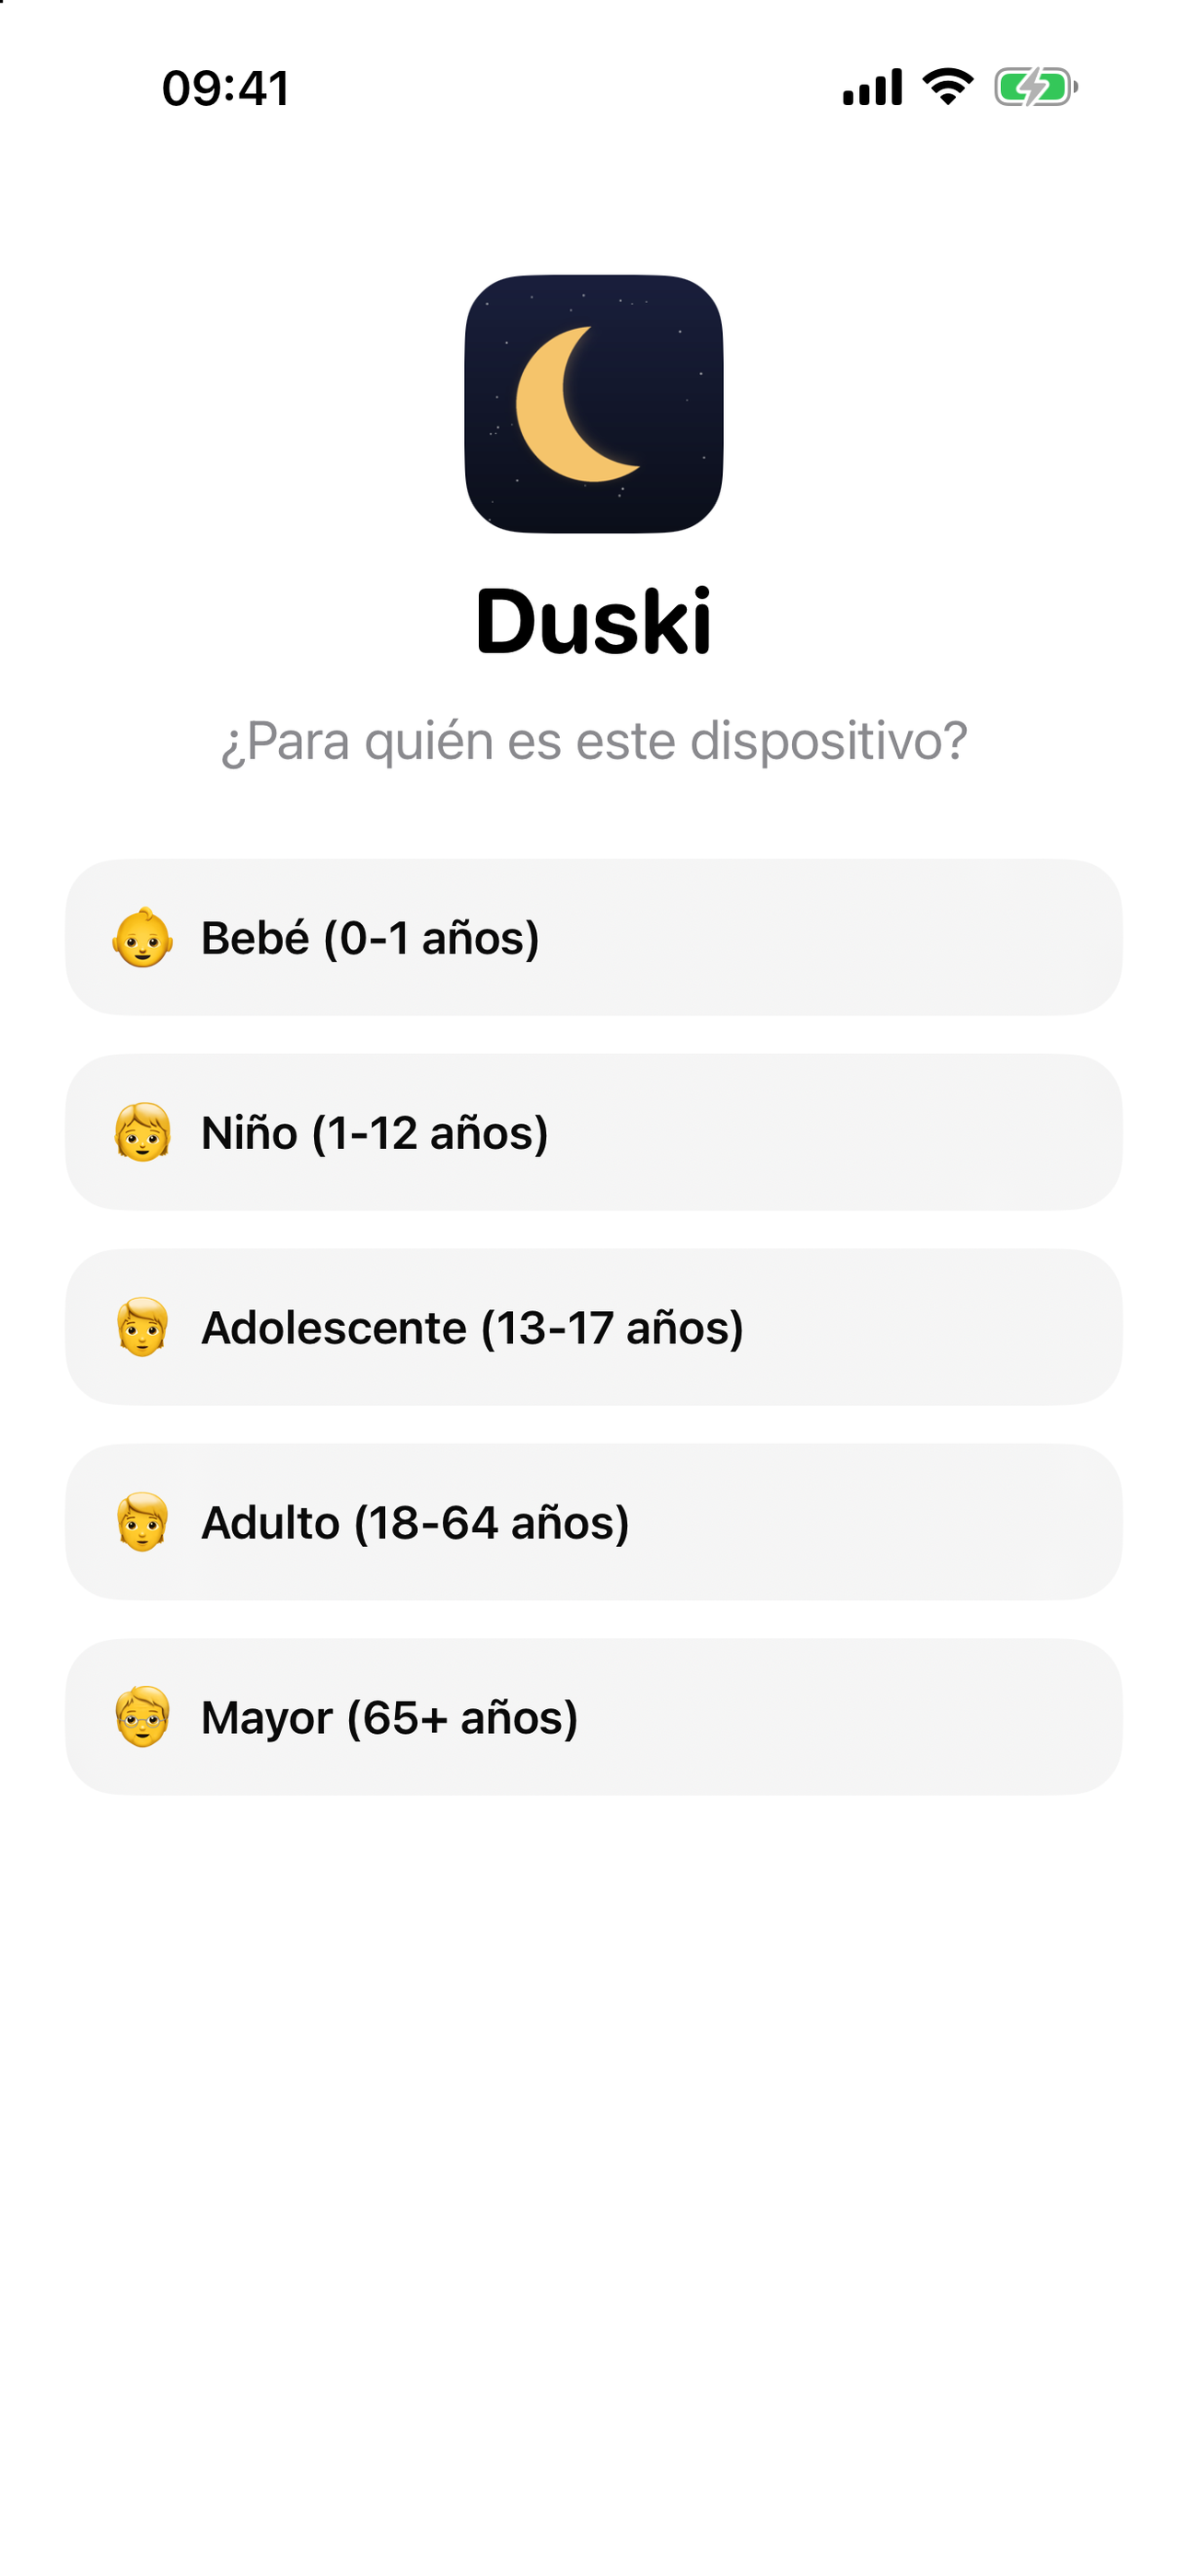 09:41
Duski
¿Para quién es este dispositivo?
Bebé (0-1 años)
Niño (1-12 años)
Adolescente (13-17 años)
Adulto (18-64 años)
Mayor (65+ años)